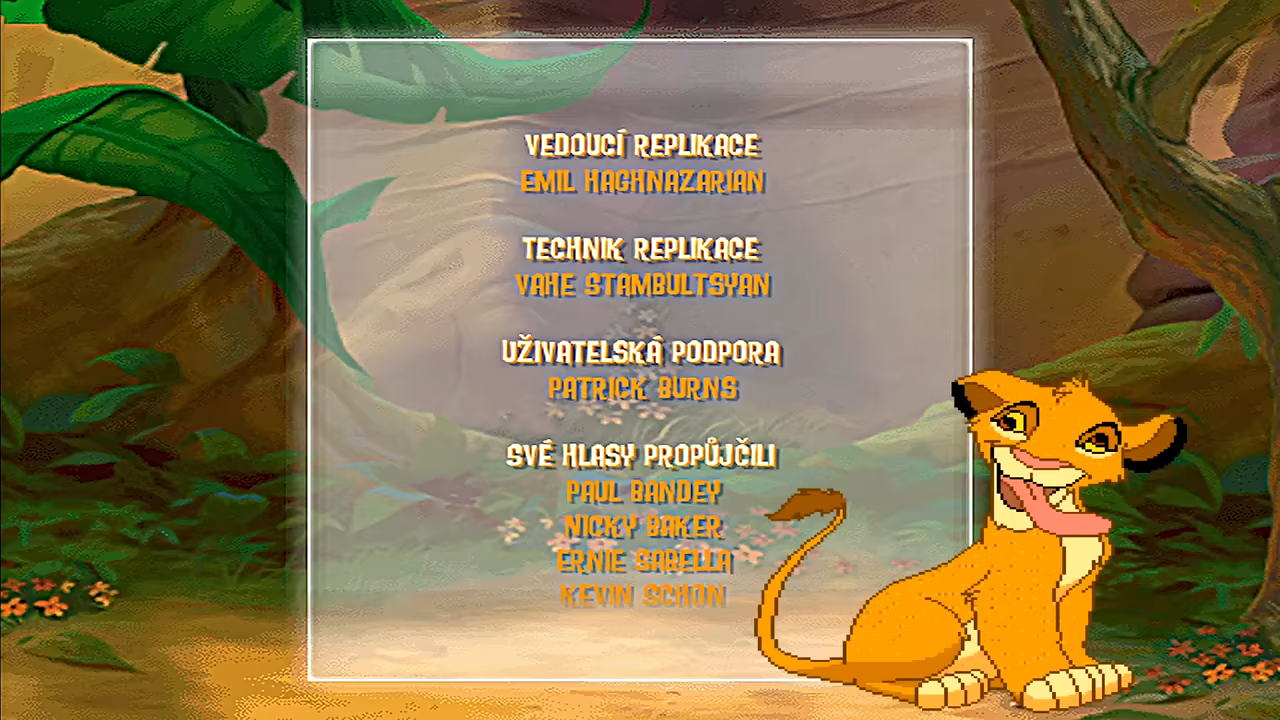 VEDOUCÍ REPLIKACE
EMIL HAGHNAZARIAN
TECHNIK REPLIKACE
VAHE STAMBULTSYAN
UŽIVATELSKÁ PODPORA
PATRICK BURNS
SVÉ HLASY PROPŮJČILI
PAUL BANDEY
NICKY BAKER
ERNIE SABELLA
KEVIN SCHON